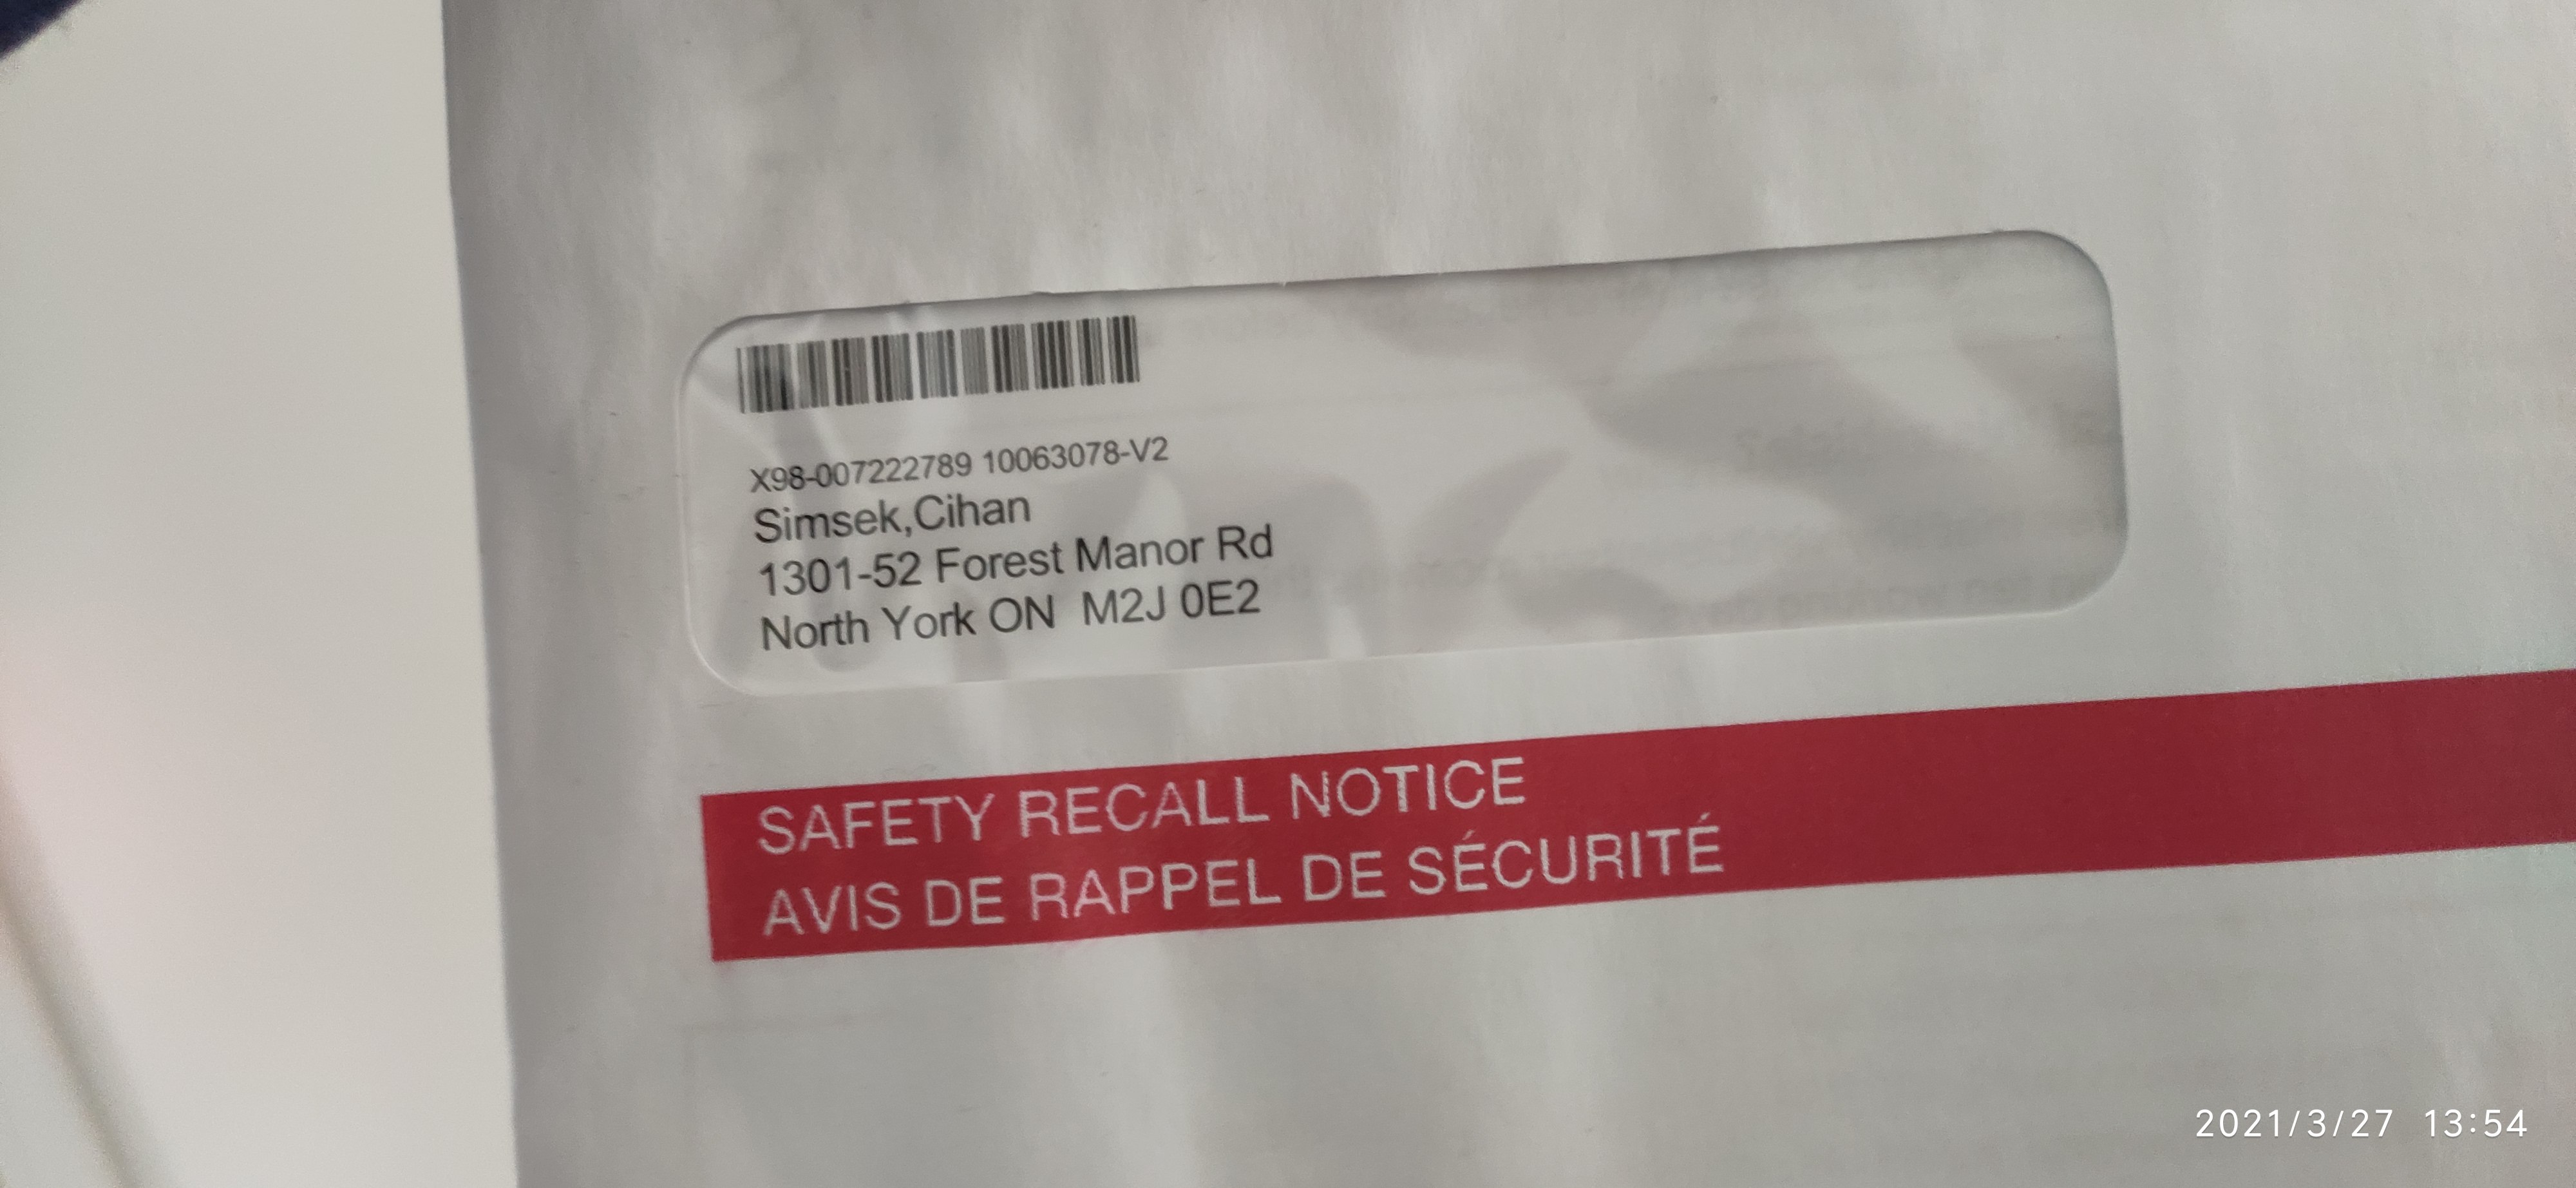 X98-007222789 10063078-V2
Simsek,Cihan
1301-52 Forest Manor Rd
North York ON  M2J 0E2
SAFETY RECALL NOTICE
AVIS DE RAPPEL DE SÉCURITÉ
2021/3/27 13:54